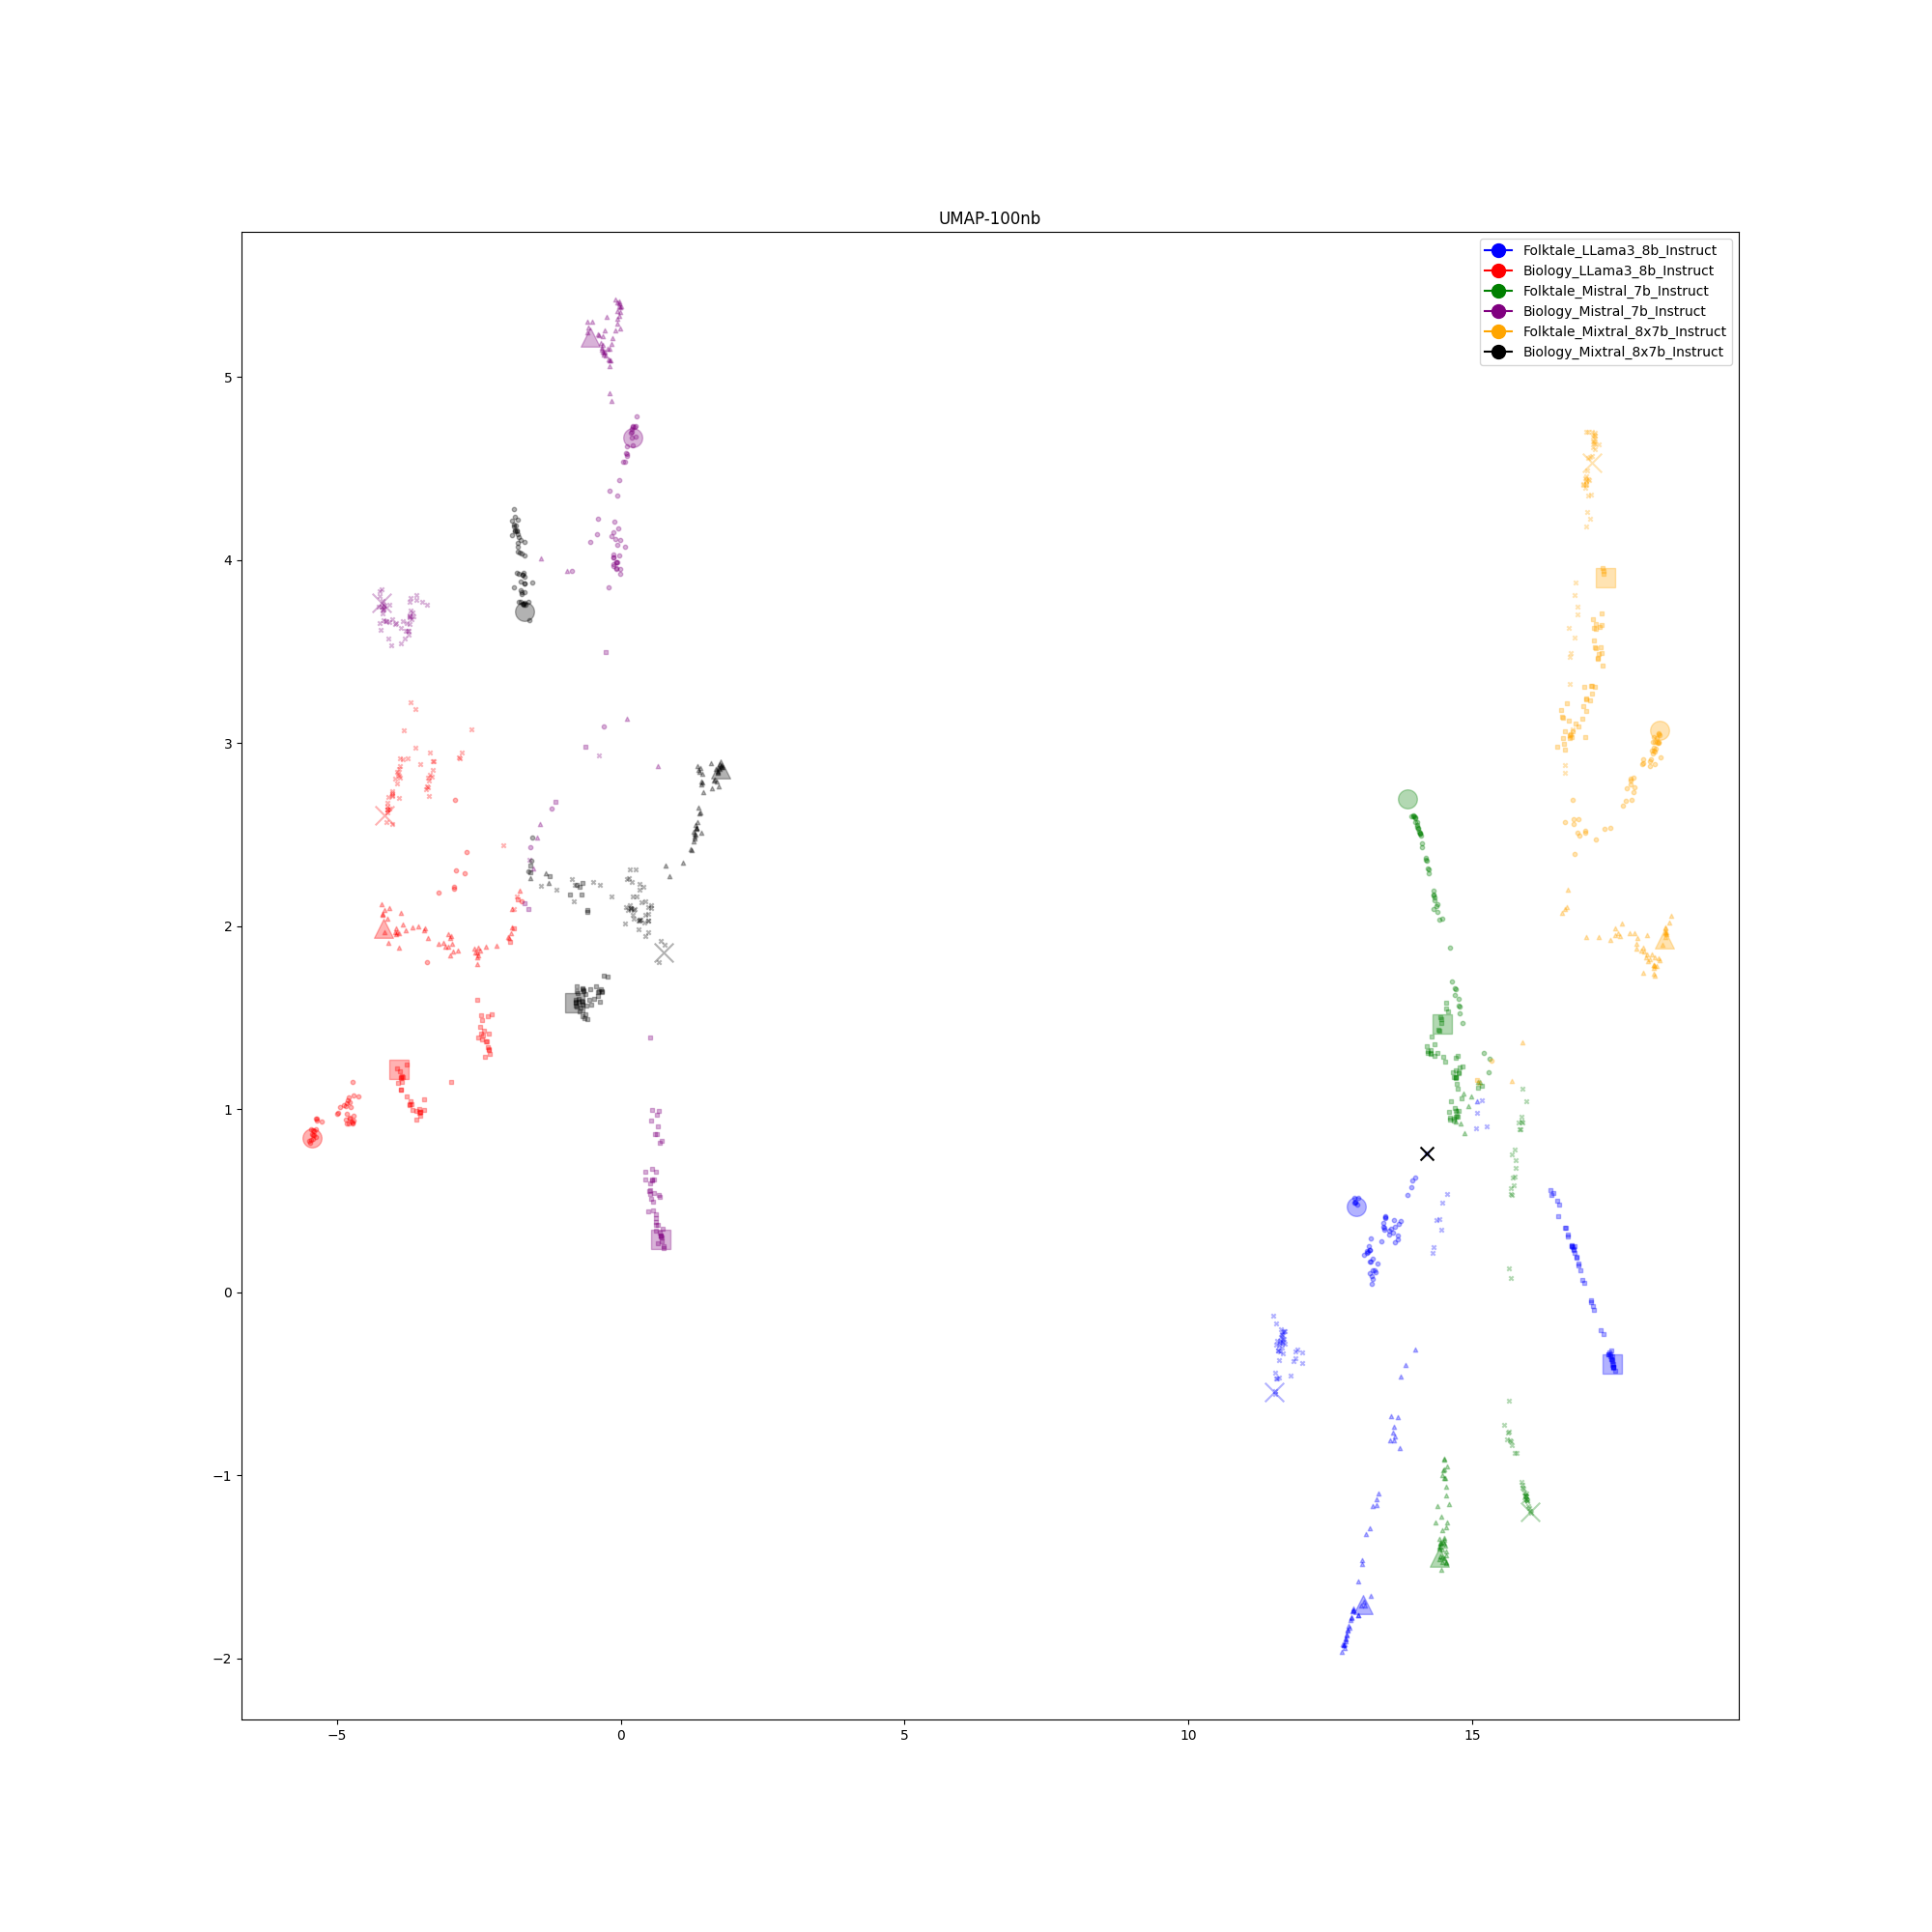 UMAP-100nb
Folktale_LLama3_8b_Instruct
Biology_LLama3_8b_Instruct
Folktale_Mistral_7b_Instruct
Biology_Mistral_7b_Instruct
Folktale_Mixtral_8x7b_Instruct
Biology_Mixtral_8x7b_Instruct
5
4
3
2
1
0
−1
−2
−5 0 5 10 15